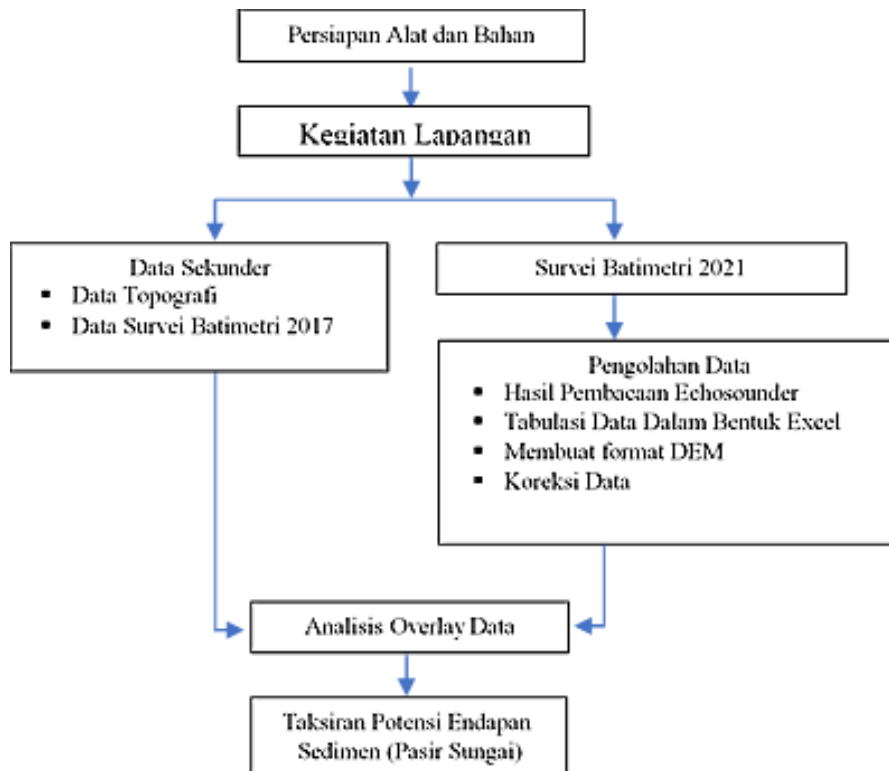 Persiapan Alat dan Bahan
Kegiatan Lapangan
Data Sekunder
▪ Data Topografi
▪ Data Survei Batimetri 2017
Survei Batimetri 2021
Pengolahan Data
▪ Hasil Pembacaan Echosounder
▪ Tabulasi Data Dalam Bentuk Excel
▪ Membuat format DEM
▪ Koreksi Data
Analisis Overlay Data
Taksiran Potensi Endapan
Sedimen (Pasir Sungai)